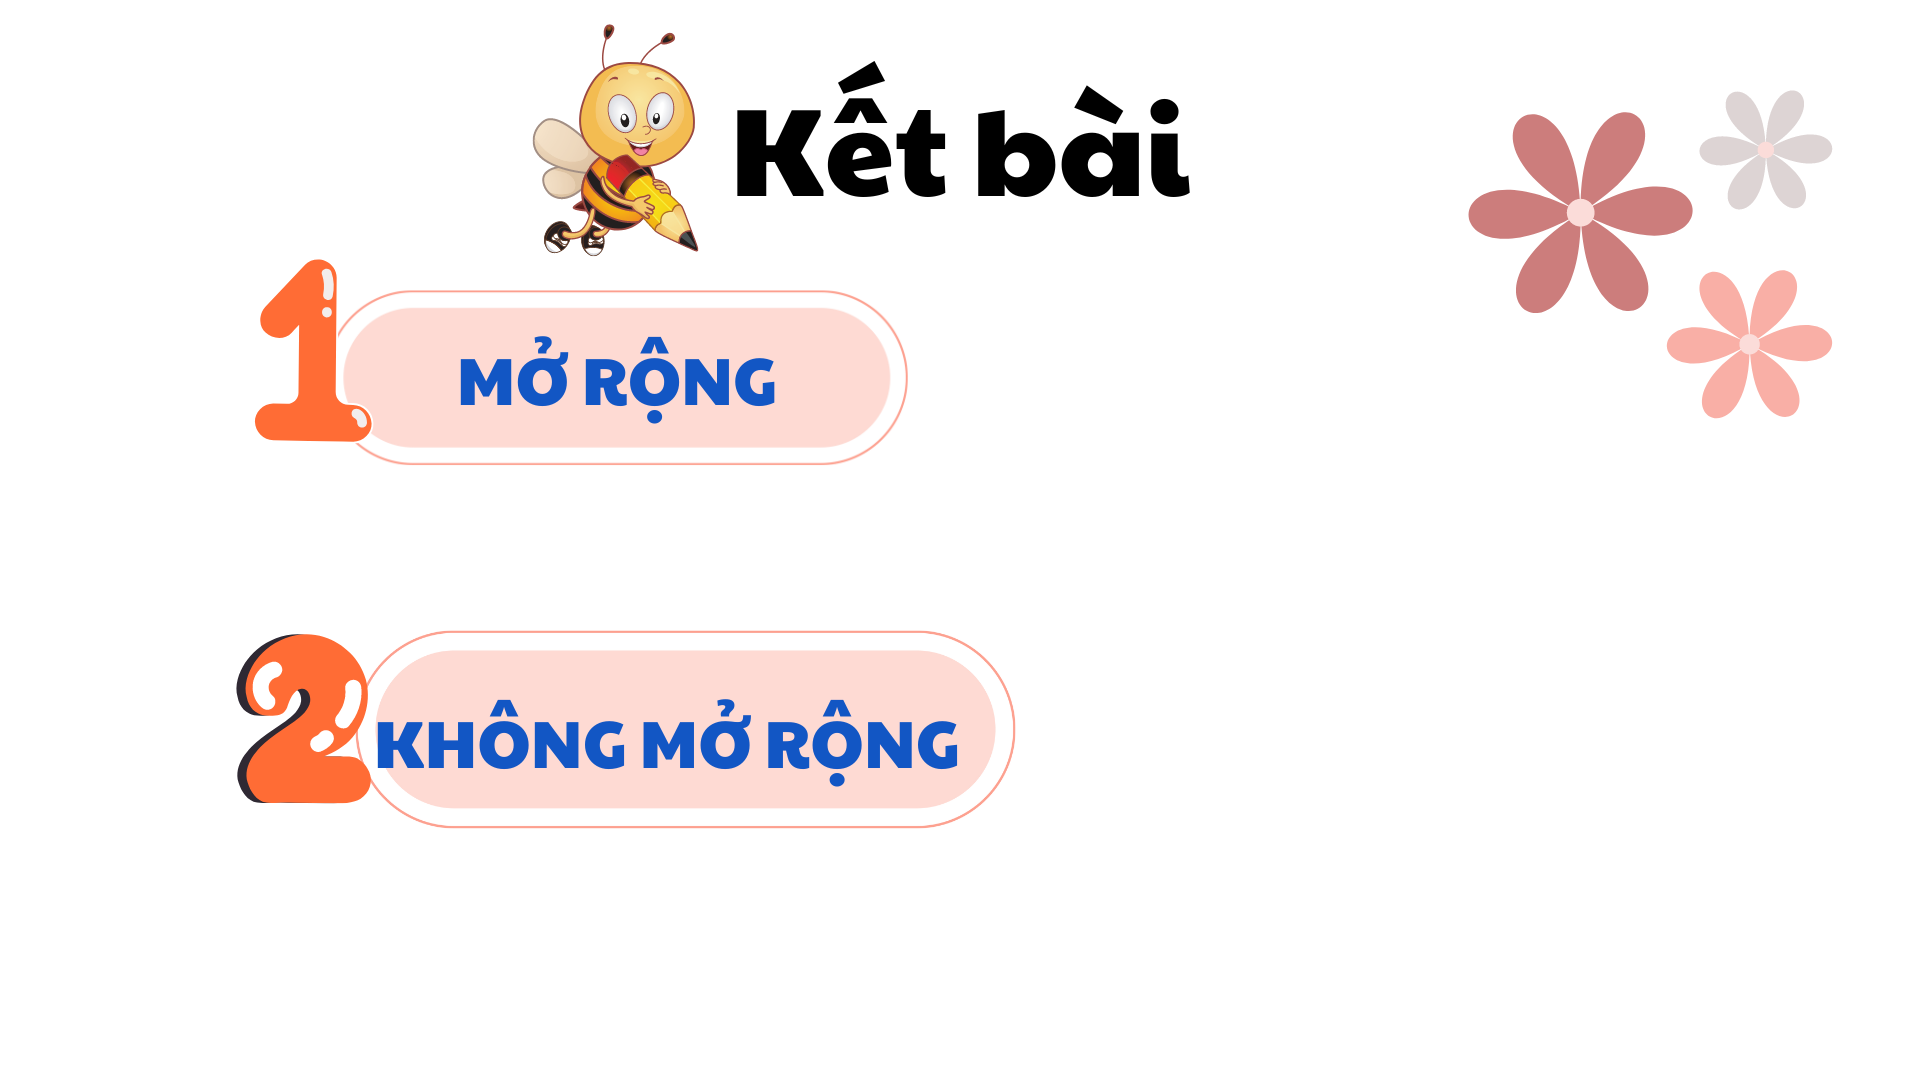 Kết bài
1
MỞ RỘNG
2
KHÔNG MỞ RỘNG